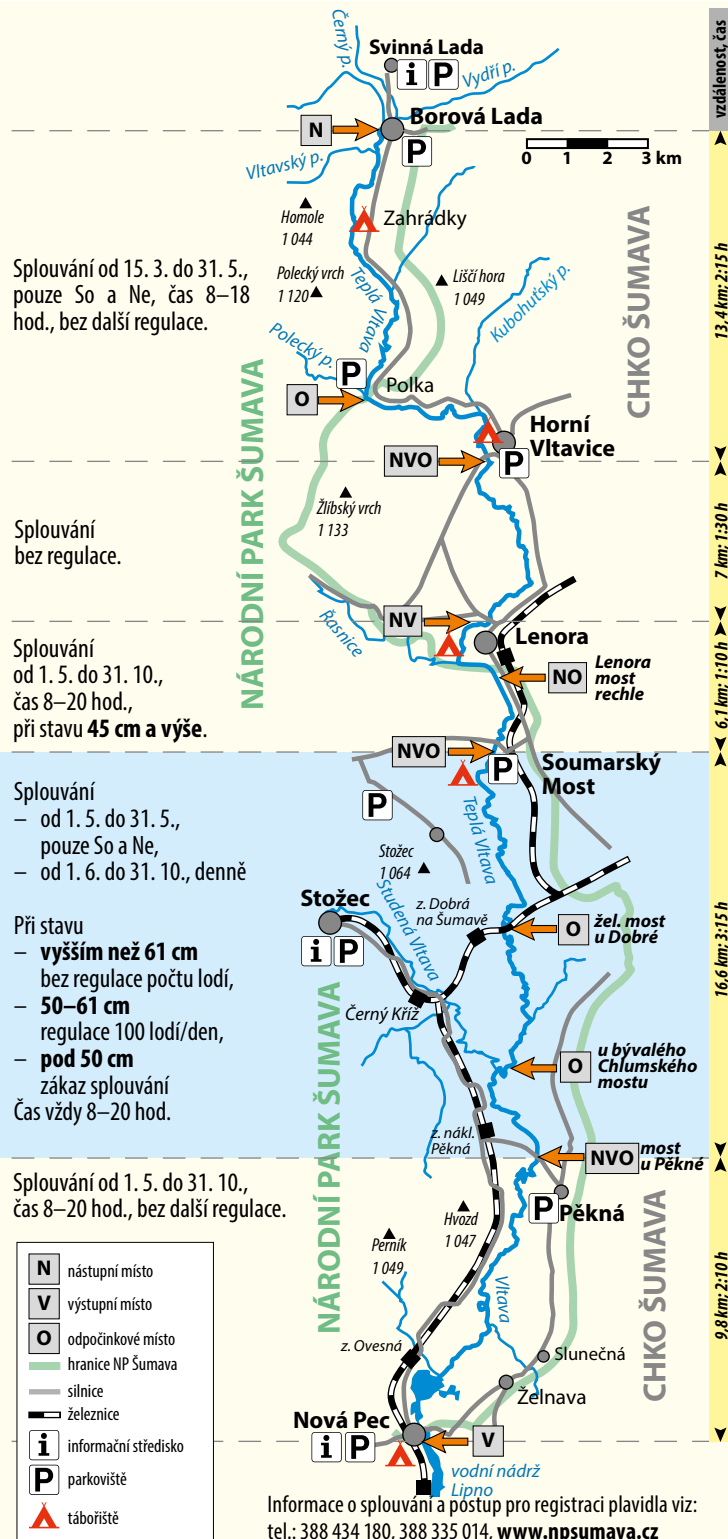 vzdálenost, čas
Černý p.
Svinná Lada
i P
Vydří p.
Borová Lada
N
P
0 1 2 3 km
Vltavský p.
Homole
1 044
Zahrádky
CHKO ŠUMAVA
13,4 km; 2:15 h
Splouvání od 15. 3. do 31. 5.,
pouze So a Ne, čas 8–18
hod., bez další regulace.
Polecký vrch
1 120
Teplá Vltava
Liščí hora
1 049
Kubohuťský p.
Polecký p.
P
Polka
O
NÁRODNÍ PARK ŠUMAVA
Horní
Vltavice
NVO
P
Žlíbský vrch
1 133
Splouvání
bez regulace.
7 km; 1:30 h
Řasnice
NV
Lenora
Splouvání
od 1. 5. do 31. 10.,
čas 8–20 hod.,
při stavu 45 cm a výše.
NO
Lenora
most
rechle
6,1 km; 1:10 h
NVO
P
Soumarský
Most
Splouvání
– od 1. 5. do 31. 5.,
pouze So a Ne,
– od 1. 6. do 31. 10., denně
P
Teplá Vltava
Stožec
1 064
Stožec
i P
Studená Vltava
z. Dobrá
na Šumavě
O
žel. most
u Dobré
Při stavu
– vyšším než 61 cm
bez regulace počtu lodí,
– 50–61 cm
regulace 100 lodí/den,
– pod 50 cm
zákaz splouvání
Čas vždy 8–20 hod.
16,6 km; 3:15 h
Černý Kříž
NÁRODNÍ PARK ŠUMAVA
O
u bývalého
Chlumského
mostu
z. nákl.
Pěkná
NVO
most
u Pěkné
Splouvání od 1. 5. do 31. 10.,
čas 8–20 hod., bez další regulace.
P
Pěkná
CHKO ŠUMAVA
Hvozd
1 047
Perník
1 049
Vltava
9,8 km; 2:10 h
z. Ovesná
Slunečná
Želnava
Nová Pec
i P
V
vodní nádrž
Lipno
N nástupní místo
V výstupní místo
O odpočinkové místo
hranice NP Šumava
silnice
železnice
i informační středisko
P parkoviště
tábořiště
Informace o splouvání a postup pro registraci plavidla viz:
tel.: 388 434 180, 388 335 014, www.npsumava.cz